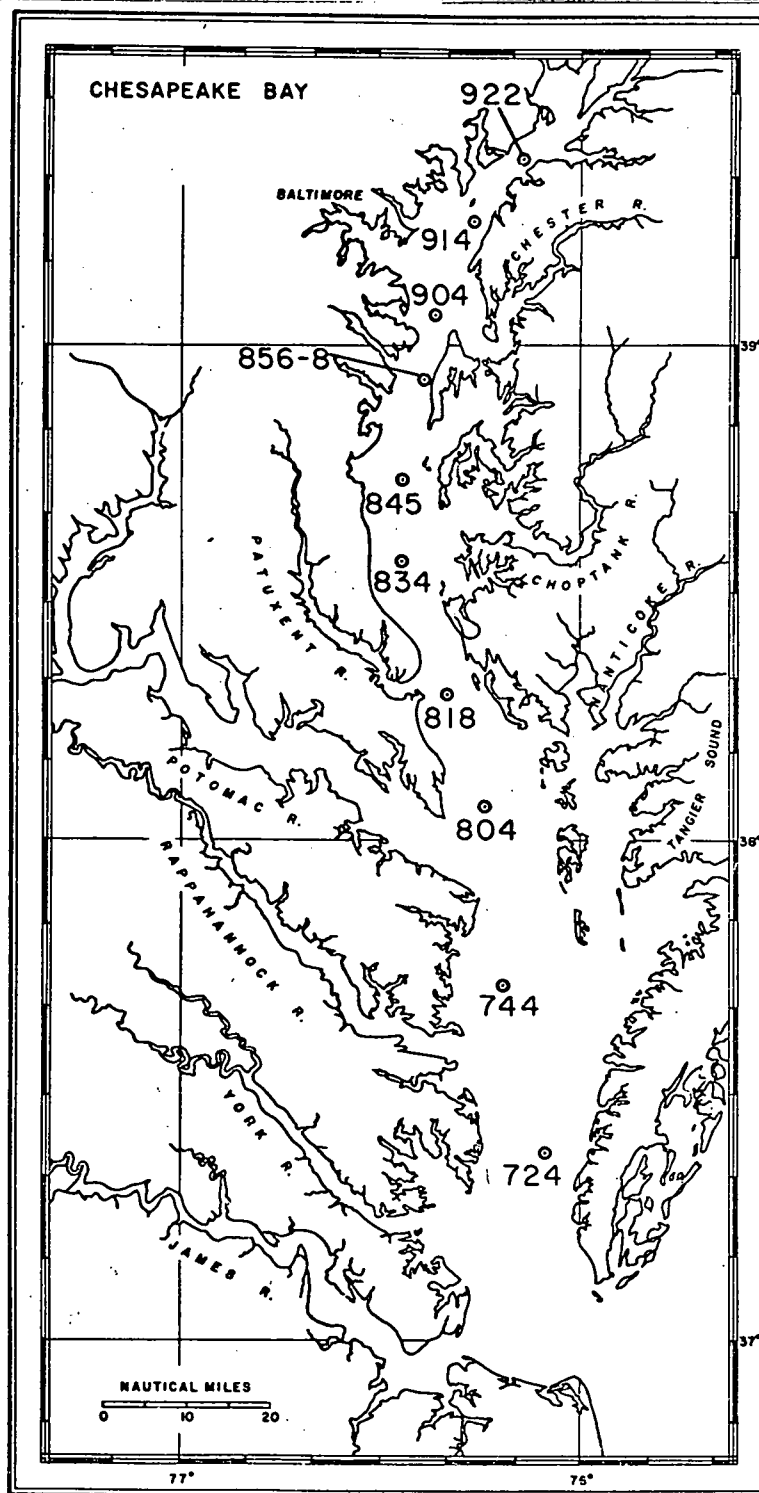 CHESAPEAKE BAY
922
BALTIMORE
914
CHESTER R.
904
39°
856-8
845
834
CHOPTANK R.
PATUXENT R.
NANTICOKE R.
818
TANGIER SOUND
POTOMAC R.
804
38°
RAPPAHANNOCK R.
744
YORK R.
724
JAMES R.
37°
NAUTICAL MILES
0 10 20
77° 76°